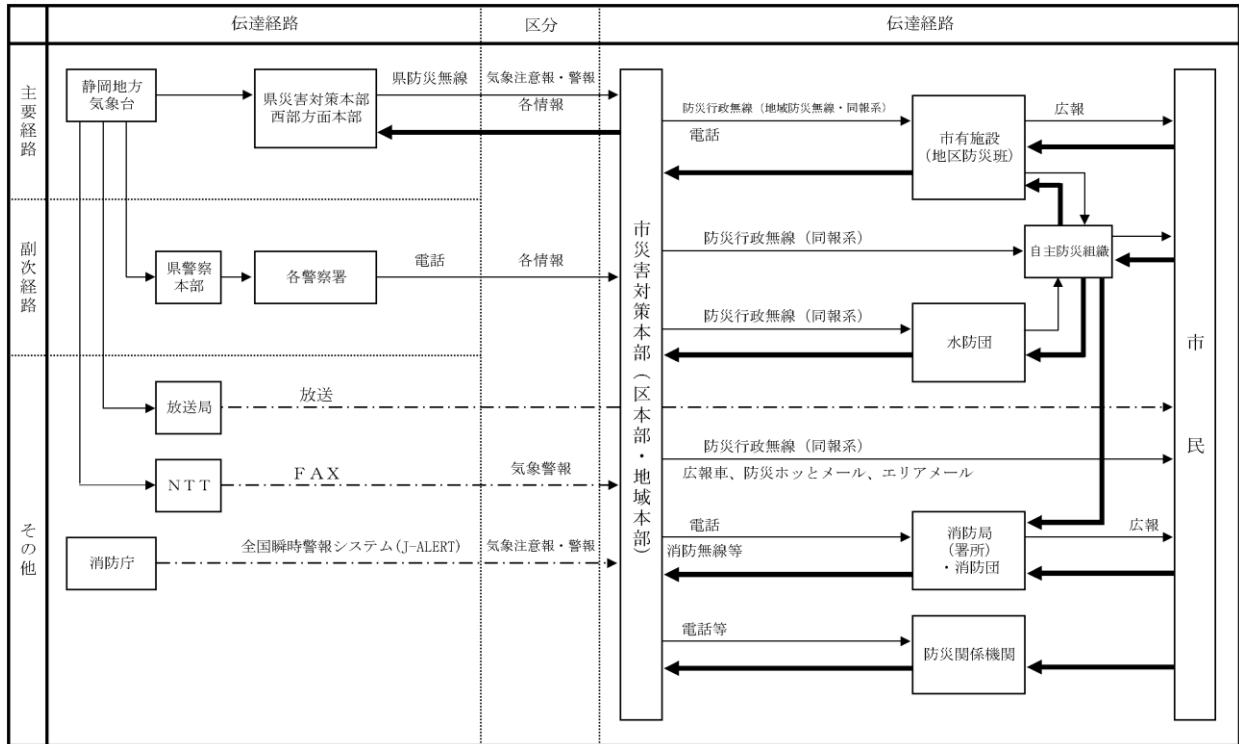 伝達経路
区分
伝達経路
主要経路
静岡地方
気象台
県災害対策本部
西部方面本部
県防災無線
気象注意報・警報
各情報
防災行政無線（地域防災無線・同報系）
電話
市有施設
(地区防災班)
広報
副次経路
県警察
本部
各警察署
電話
各情報
市災害対策本部（区本部・地域本部）
防災行政無線（同報系）
自主防災組織
防災行政無線（同報系）
水防団
市民
その他
放送局
放送
NTT
FAX
気象警報
防災行政無線（同報系）
広報車、防災ホッとメール、エリアメール
消防庁
全国瞬時警報システム(J-ALERT)
気象注意報・警報
電話
消防無線等
消防局
(署所)
・消防団
広報
電話等
防災関係機関